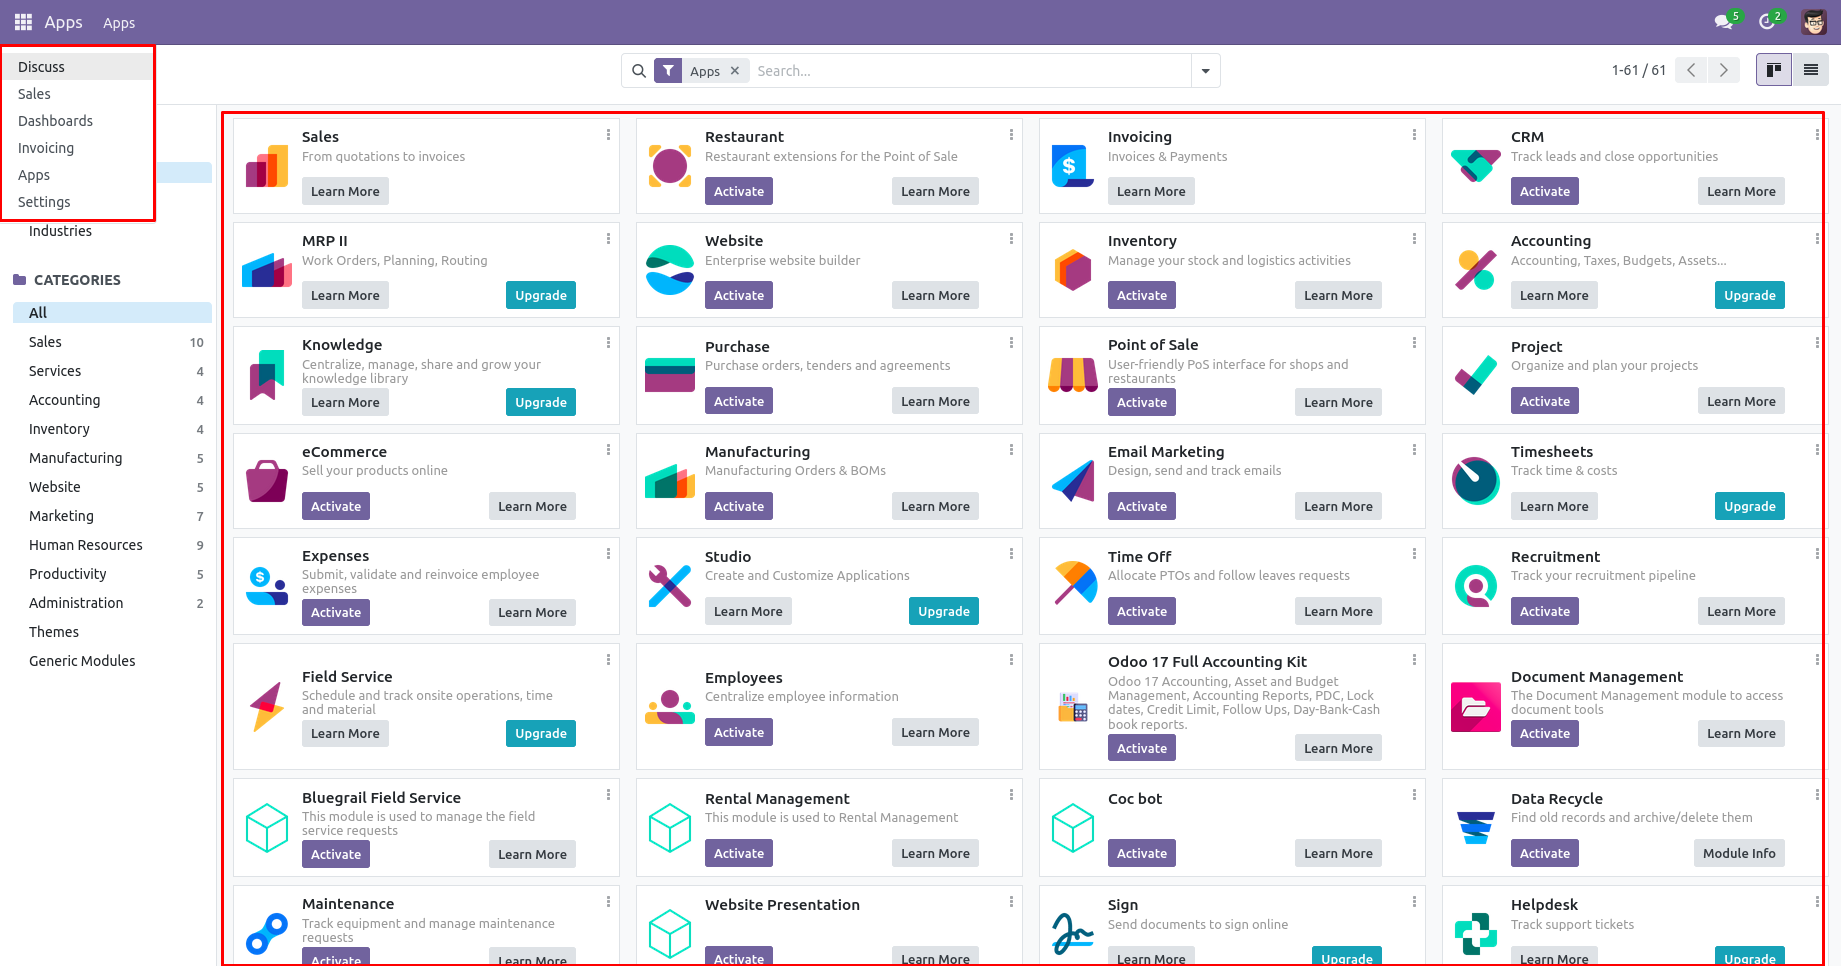 Apps
Apps
5
2
Discuss
Sales
Dashboards
Invoicing
Apps
Settings
Industries
Apps
Search...
1-61 / 61
CATEGORIES
All
Sales 10
Services 4
Accounting 4
Inventory 4
Manufacturing 5
Website 5
Marketing 7
Human Resources 9
Productivity 5
Administration 2
Themes
Generic Modules
Sales
From quotations to invoices
Learn More
Restaurant
Restaurant extensions for the Point of Sale
Activate Learn More
Invoicing
Invoices & Payments
Learn More
CRM
Track leads and close opportunities
Activate Learn More
MRP II
Work Orders, Planning, Routing
Learn More Upgrade
Website
Enterprise website builder
Activate Learn More
Inventory
Manage your stock and logistics activities
Activate Learn More
Accounting
Accounting, Taxes, Budgets, Assets...
Learn More Upgrade
Knowledge
Centralize, manage, share and grow your
knowledge library
Learn More Upgrade
Purchase
Purchase orders, tenders and agreements
Activate Learn More
Point of Sale
User-friendly PoS interface for shops and
restaurants
Activate Learn More
Project
Organize and plan your projects
Activate Learn More
eCommerce
Sell your products online
Activate Learn More
Manufacturing
Manufacturing Orders & BOMs
Activate Learn More
Email Marketing
Design, send and track emails
Activate Learn More
Timesheets
Track time & costs
Learn More Upgrade
Expenses
Submit, validate and reinvoice employee
expenses
Activate Learn More
Studio
Create and Customize Applications
Learn More Upgrade
Time Off
Allocate PTOs and follow leaves requests
Activate Learn More
Recruitment
Track your recruitment pipeline
Activate Learn More
Field Service
Schedule and track onsite operations, time
and material
Learn More Upgrade
Employees
Centralize employee information
Activate Learn More
Odoo 17 Full Accounting Kit
Odoo 17 Accounting, Asset and Budget
Management, Accounting Reports, PDC, Lock
dates, Credit Limit, Follow Ups, Day-Bank-Cash
book reports.
Activate Learn More
Document Management
The Document Management module to access
document tools
Activate Learn More
Bluegrail Field Service
This module is used to manage the field
service requests
Activate Learn More
Rental Management
This module is used to Rental Management
Activate Learn More
Coc bot
Activate Learn More
Data Recycle
Find old records and archive/delete them
Activate Module Info
Maintenance
Track equipment and manage maintenance
requests
Activate Learn More
Website Presentation
Activate Learn More
Sign
Send documents to sign online
Learn More Upgrade
Helpdesk
Track support tickets
Learn More Upgrade